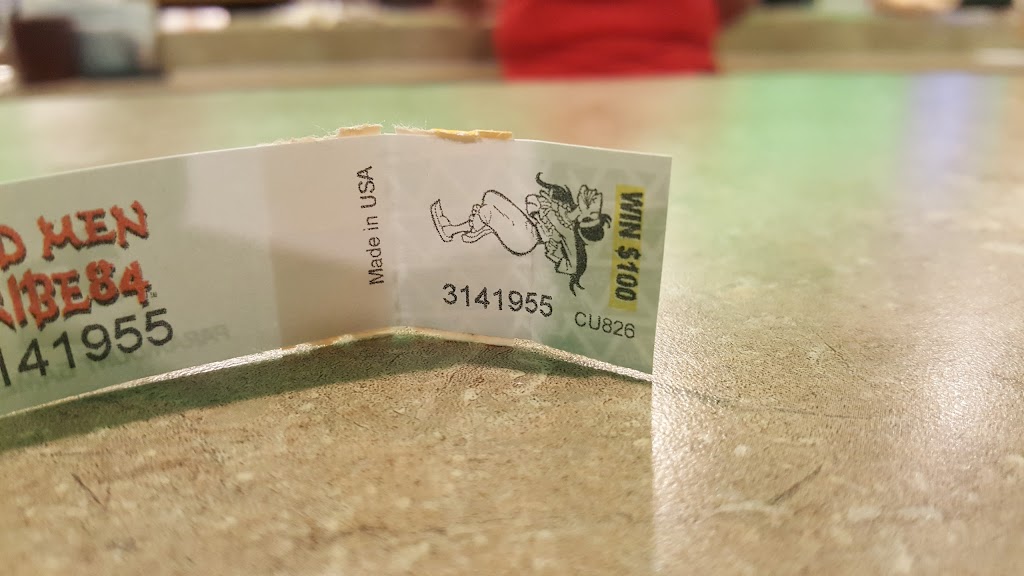 D MEN
RIBE84
141955
Made in USA
3141955
CU826
WIN $100